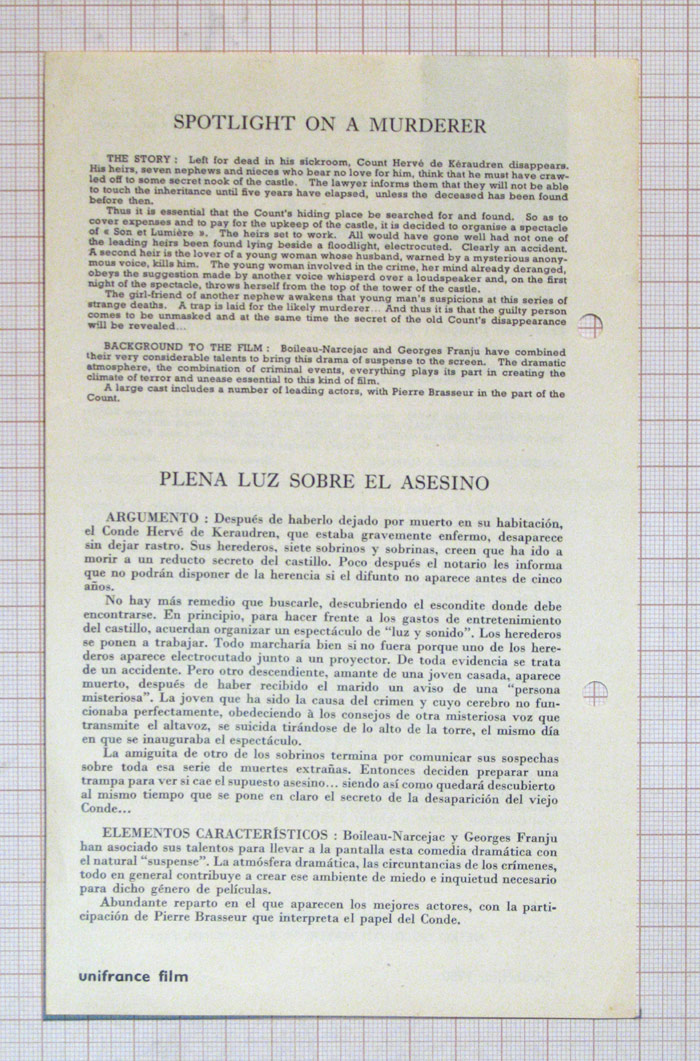 SPOTLIGHT ON A MURDERER
THE STORY : Left for dead in his sickroom, Count Hervé de Kéraudren disappears.
His heirs, seven nephews and nieces who bear no love for him, think that he must have craw-
led off to some secret nook of the castle. The lawyer informs them that they will not be able
to touch the inheritance until five years have elapsed, unless the deceased has been found
before then.
Thus it is essential that the Count's hiding place be searched for and found. So as to
cover expenses and to pay for the upkeep of the castle, it is decided to organise a spectacle
of « Son et Lumière ». The heirs set to work. All would have gone well had not one of
the leading heirs been found lying beside a floodlight, electrocuted. Clearly an accident.
A second heir is the lover of a young woman whose husband, warned by a mysterious anony-
mous voice, kills him. The young woman involved in the crime, her mind already deranged,
obeys the suggestion made by another voice whisperd over a loudspeaker and, on the first
night of the spectacle, throws herself from the top of the tower of the castle.
The girl-friend of another nephew awakens that young man's suspicions at this series of
strange deaths. A trap is laid for the likely murderer... And thus it is that the guilty person
comes to be unmasked and at the same time the secret of the old Count's disappearance
will be revealed...
BACKGROUND TO THE FILM : Boileau-Narcejac and Georges Franju have combined
their very considerable talents to bring this drama of suspense to the screen. The dramatic
atmosphere, the combination of criminal events, everything plays its part in creating the
climate of terror and unease essential to this kind of film.
A large cast includes a number of leading actors, with Pierre Brasseur in the part of the
Count.
PLENA LUZ SOBRE EL ASESINO
ARGUMENTO : Después de haberlo dejado por muerto en su habitación,
el Conde Hervé de Keraudren, que estaba gravemente enfermo, desaparece
sin dejar rastro. Sus herederos, siete sobrinos y sobrinas, creen que ha ido a
morir a un reducto secreto del castillo. Poco después el notario les informa
que no podrán disponer de la herencia si el difunto no aparece antes de cinco
años.
No hay más remedio que buscarle, descubriendo el escondite donde debe
encontrarse. En principio, para hacer frente a los gastos de entretenimiento
del castillo, acuerdan organizar un espectáculo de "luz y sonido". Los herederos
se ponen a trabajar. Todo marcharía bien si no fuera porque uno de los here-
deros aparece electrocutado junto a un proyector. De toda evidencia se trata
de un accidente. Pero otro descendiente, amante de una joven casada, aparece
muerto, después de haber recibido el marido un aviso de una "persona
misteriosa". La joven que ha sido la causa del crimen y cuyo cerebro no fun-
cionaba perfectamente, obedeciendo à los consejos de otra misteriosa voz que
transmite el altavoz, se suicida tirándose de lo alto de la torre, el mismo día
en que se inauguraba el espectáculo.
La amiguita de otro de los sobrinos termina por comunicar sus sospechas
sobre toda esa serie de muertes extrañas. Entonces deciden preparar una
trampa para ver si cae el supuesto asesino... siendo así como quedará descubierto
al mismo tiempo que se pone en claro el secreto de la desaparición del viejo
Conde...
ELEMENTOS CARACTERÍSTICOS : Boileau-Narcejac y Georges Franju
han asociado sus talentos para llevar a la pantalla esta comedia dramática con
el natural "suspense". La atmósfera dramática, las circuntancias de los crímenes,
todo en general contribuye a crear ese ambiente de miedo e inquietud necesario
para dicho género de películas.
Abundante reparto en el que aparecen los mejores actores, con la parti-
cipación de Pierre Brasseur que interpreta el papel del Conde.
unifrance film